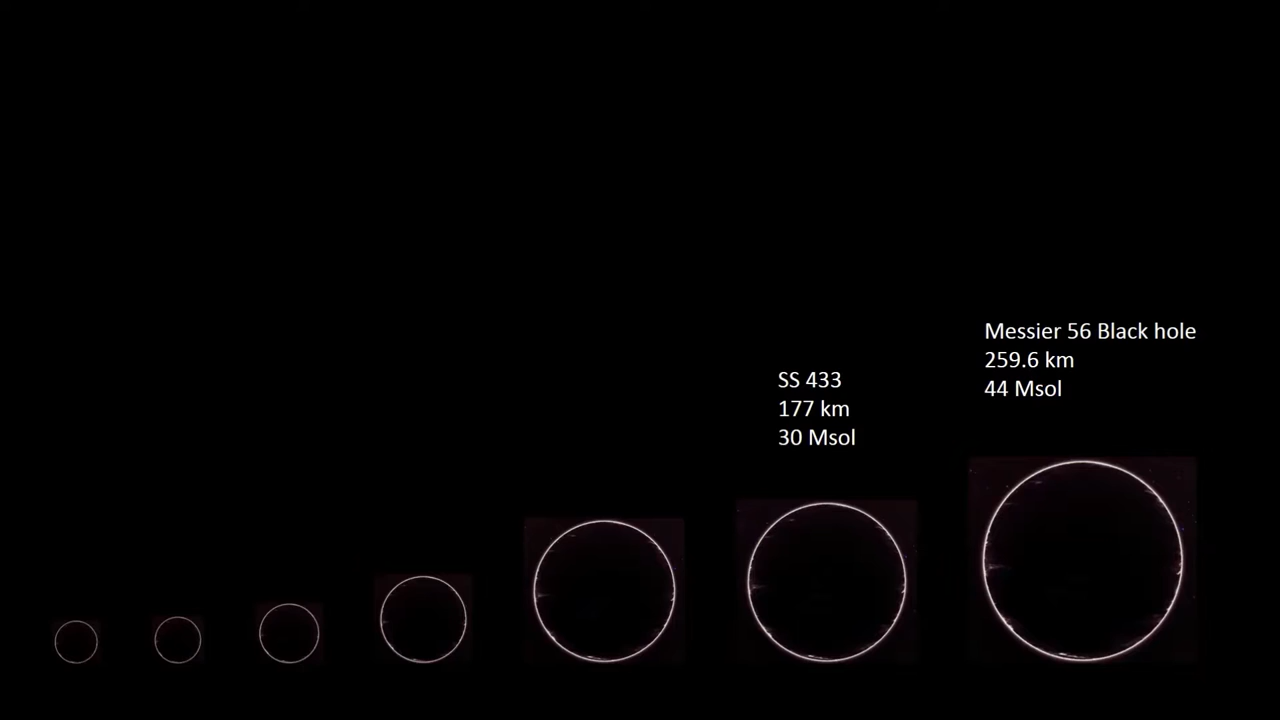 SS 433
177 km
30 Msol
Messier 56 Black hole
259.6 km
44 Msol